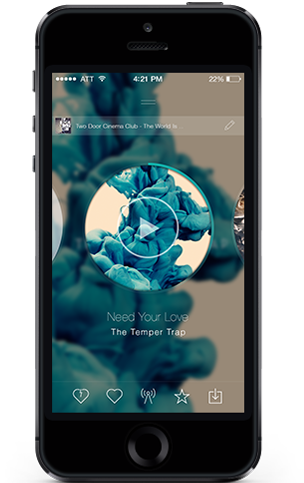 ATT 4:21 PM 22%
Two Door Cinema Club - The World Is
Need Your Love
The Temper Trap